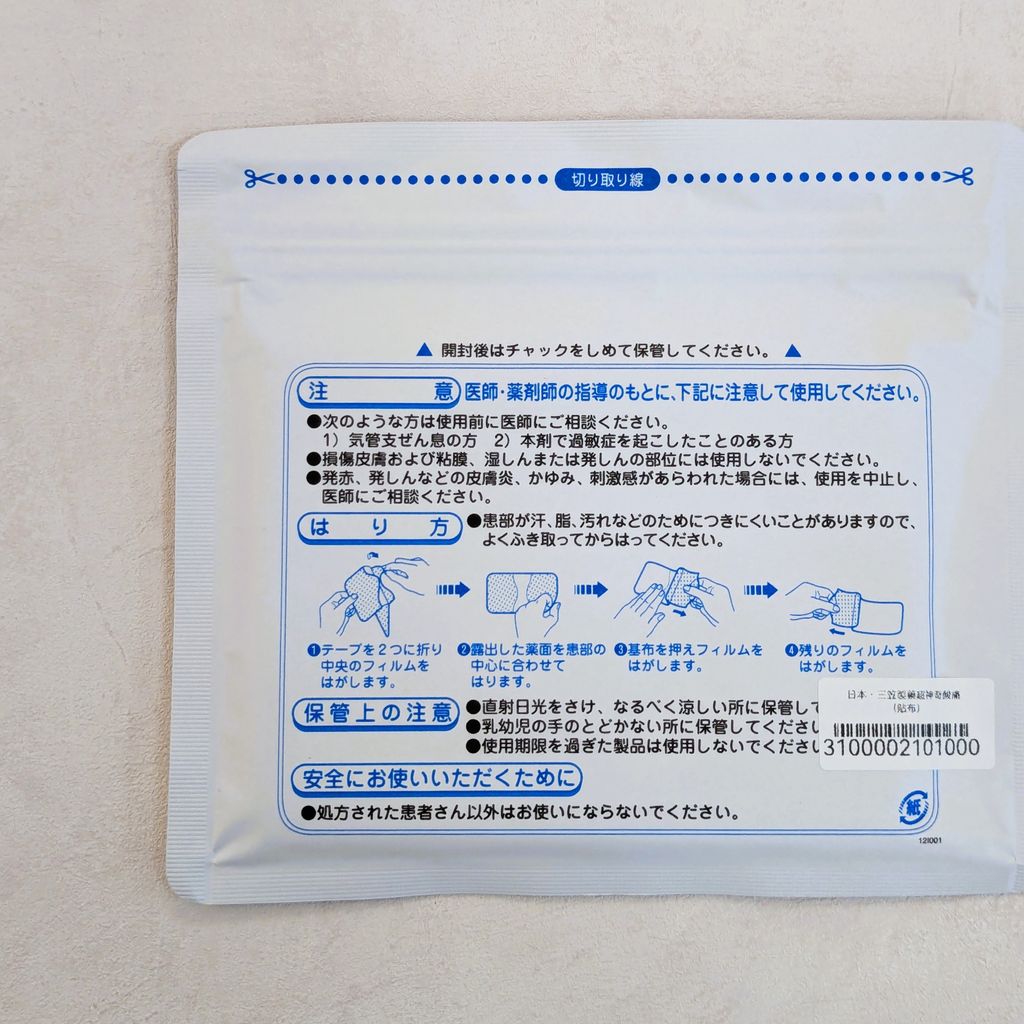 切り取り線
▲ 開封後はチャックをしめて保管してください。 ▲
注意 医師・薬剤師の指導のもとに、下記に注意して使用してください。
●次のような方は使用前に医師にご相談ください。
1）気管支ぜん息の方 2）本剤で過敏症を起こしたことのある方
●損傷皮膚および粘膜、湿しんまたは発しんの部位には使用しないでください。
●発赤、発しんなどの皮膚炎、かゆみ、刺激感があらわれた場合には、使用を中止し、
医師にご相談ください。
はり方 ●患部が汗、脂、汚れなどのためにつきにくいことがありますので、
よくふき取ってからはってください。
❶テープを2つに折り
中央のフィルムを
はがします。
❷露出した薬面を患部の
中心に合わせて
はります。
❸基布を押えフィルムを
はがします。
❹残りのフィルムを
はがします。
保管上の注意
●直射日光をさけ、なるべく涼しい所に保管して
●乳幼児の手のとどかない所に保管してくださ
●使用期限を過ぎた製品は使用しないでくださ
日本・三笠製藥超神奇酸痛
（貼布）
3100002101000
安全にお使いいただくために
●処方された患者さん以外はお使いにならないでください。
紙
12I001